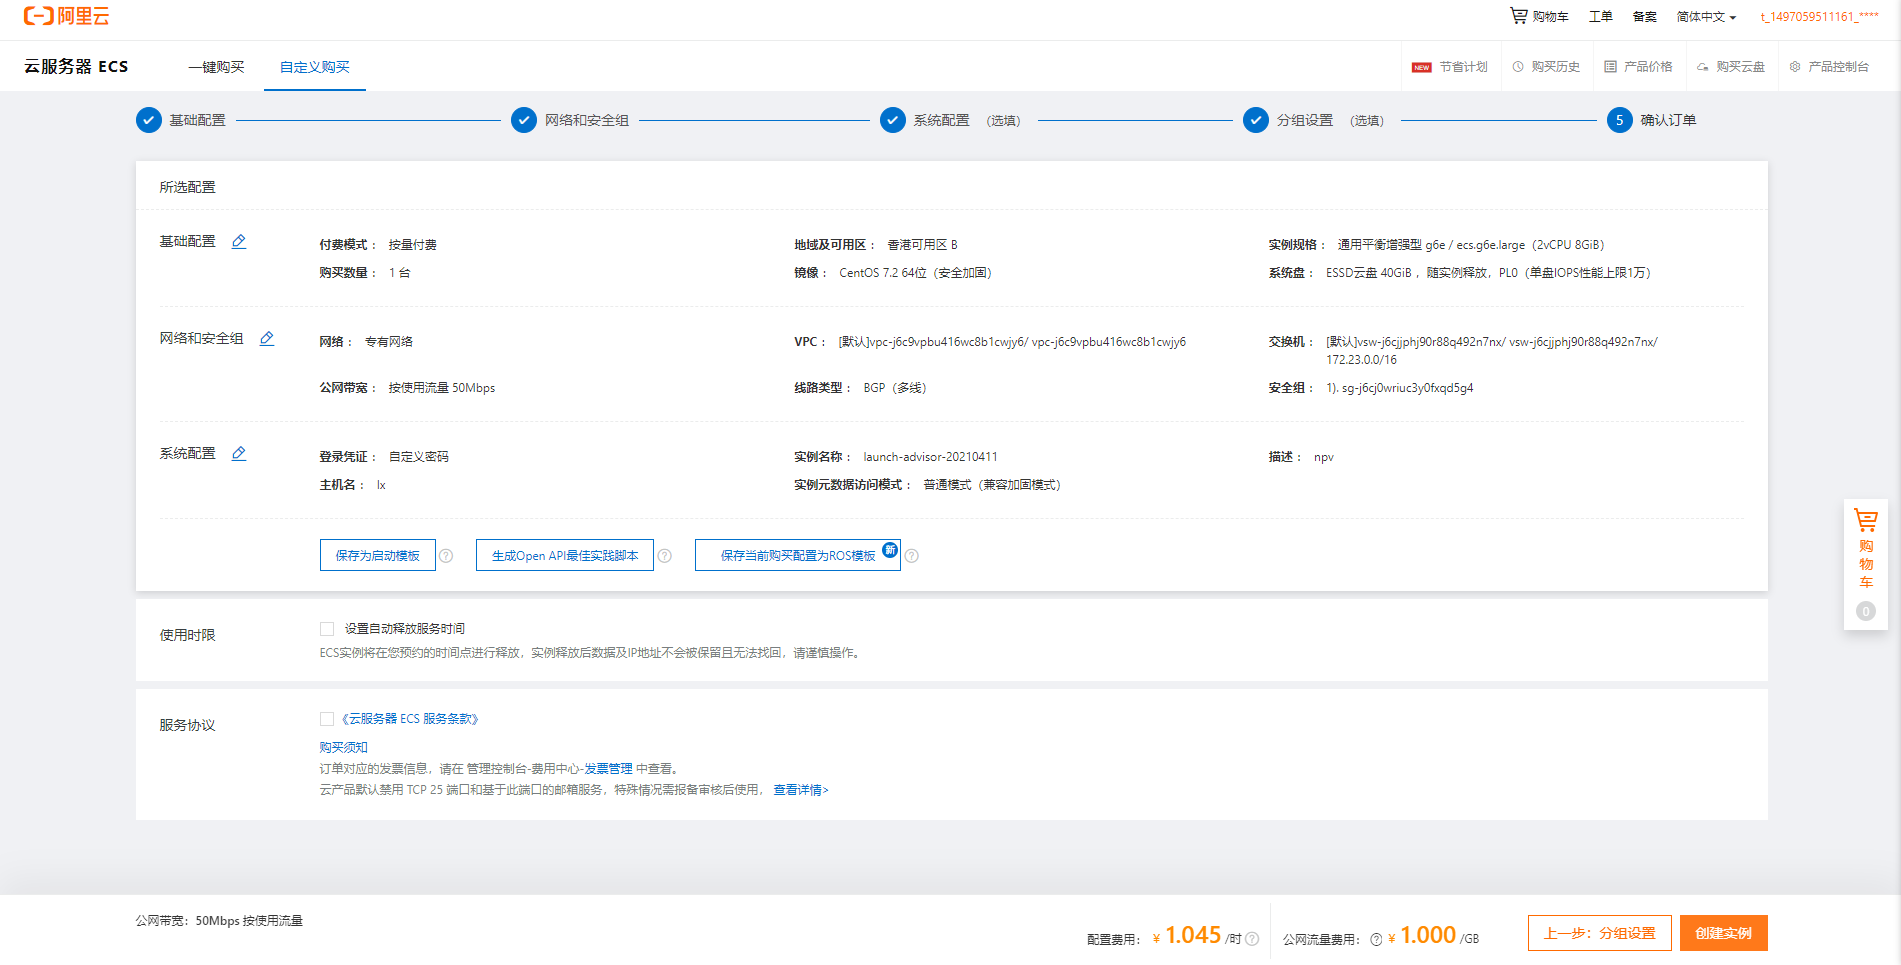 阿里云
购物车 工单 备案 简体中文 t_1497059511161_****
云服务器 ECS 一键购买 自定义购买 NEW 节省计划 购买历史 产品价格 购买云盘 产品控制台
基础配置 网络和安全组 系统配置 (选填) 分组设置 (选填) 5 确认订单
所选配置
基础配置 付费模式： 按量付费 地域及可用区： 香港可用区 B 实例规格： 通用平衡增强型 g6e / ecs.g6e.large（2vCPU 8GiB）
购买数量： 1 台 镜像： CentOS 7.2 64位（安全加固） 系统盘： ESSD云盘 40GiB ，随实例释放，PL0（单盘IOPS性能上限1万）
网络和安全组 网络： 专有网络 VPC： [默认]vpc-j6c9vpbu416wc8b1cwjy6/ vpc-j6c9vpbu416wc8b1cwjy6 交换机： [默认]vsw-j6cjjphj90r88q492n7nx/ vsw-j6cjjphj90r88q492n7nx/
172.23.0.0/16
公网带宽： 按使用流量 50Mbps 线路类型： BGP（多线） 安全组： 1). sg-j6cj0wriuc3y0fxqd5g4
系统配置 登录凭证： 自定义密码 实例名称： launch-advisor-20210411 描述： npv
主机名： lx 实例元数据访问模式： 普通模式（兼容加固模式）
保存为启动模板 ? 生成Open API最佳实践脚本 ? 保存当前购买配置为ROS模板 新 ?
购
物
车
0
使用时限 设置自动释放服务时间
ECS实例将在您预约的时间点进行释放，实例释放后数据及IP地址不会被保留且无法找回，请谨慎操作。
服务协议 《云服务器 ECS 服务条款》
购买须知
订单对应的发票信息，请在 管理控制台-费用中心-发票管理 中查看。
云产品默认禁用 TCP 25 端口和基于此端口的邮箱服务，特殊情况需报备审核后使用， 查看详情>
公网带宽：50Mbps 按使用流量
配置费用： ¥ 1.045 /时 ? 公网流量费用： ? ¥ 1.000 /GB 上一步：分组设置 创建实例